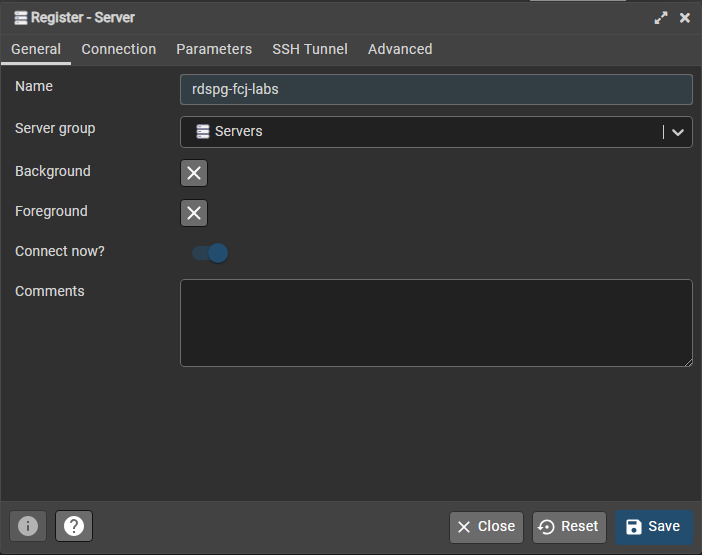 Register - Server
General Connection Parameters SSH Tunnel Advanced
Name rdspg-fcj-labs
Server group Servers
Background
Foreground
Connect now?
Comments
Close Reset Save